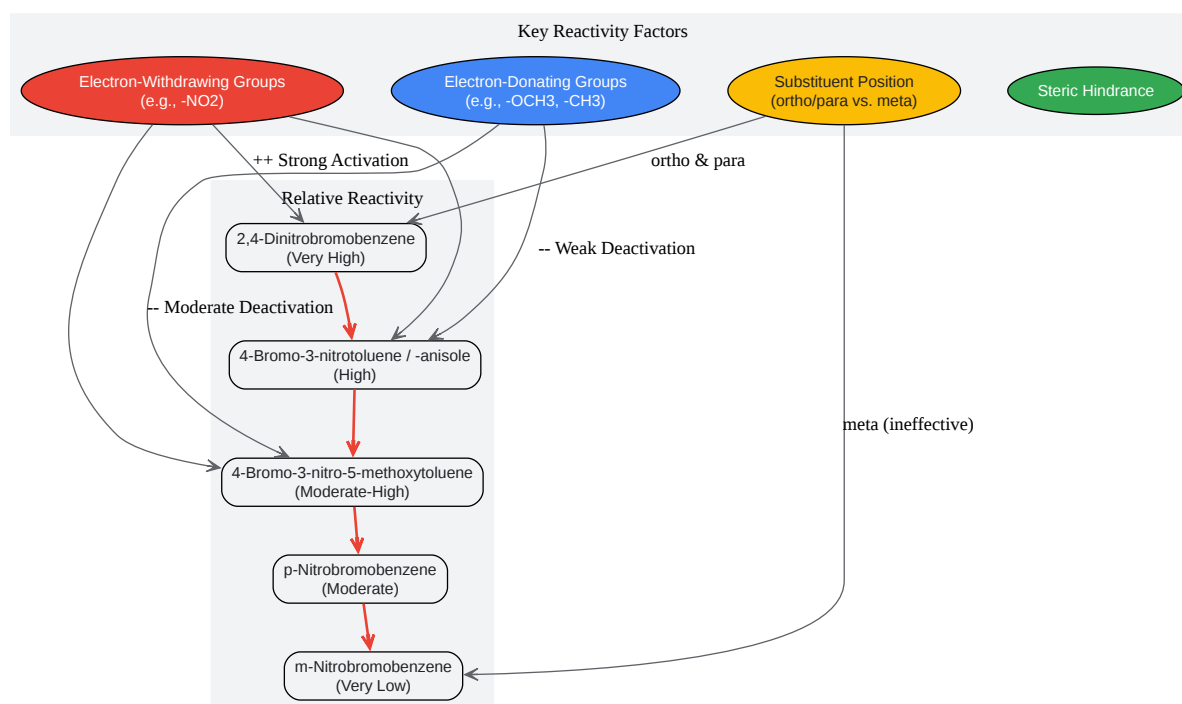 Key Reactivity Factors
Electron-Withdrawing Groups
(e.g., -NO2)
Electron-Donating Groups
(e.g., -OCH3, -CH3)
Substituent Position
(ortho/para vs. meta)
Steric Hindrance
++ Strong Activation
ortho & para
Relative Reactivity
2,4-Dinitrobromobenzene
(Very High)
-- Weak Deactivation
-- Moderate Deactivation
4-Bromo-3-nitrotoluene / -anisole
(High)
meta (ineffective)
4-Bromo-3-nitro-5-methoxytoluene
(Moderate-High)
p-Nitrobromobenzene
(Moderate)
m-Nitrobromobenzene
(Very Low)